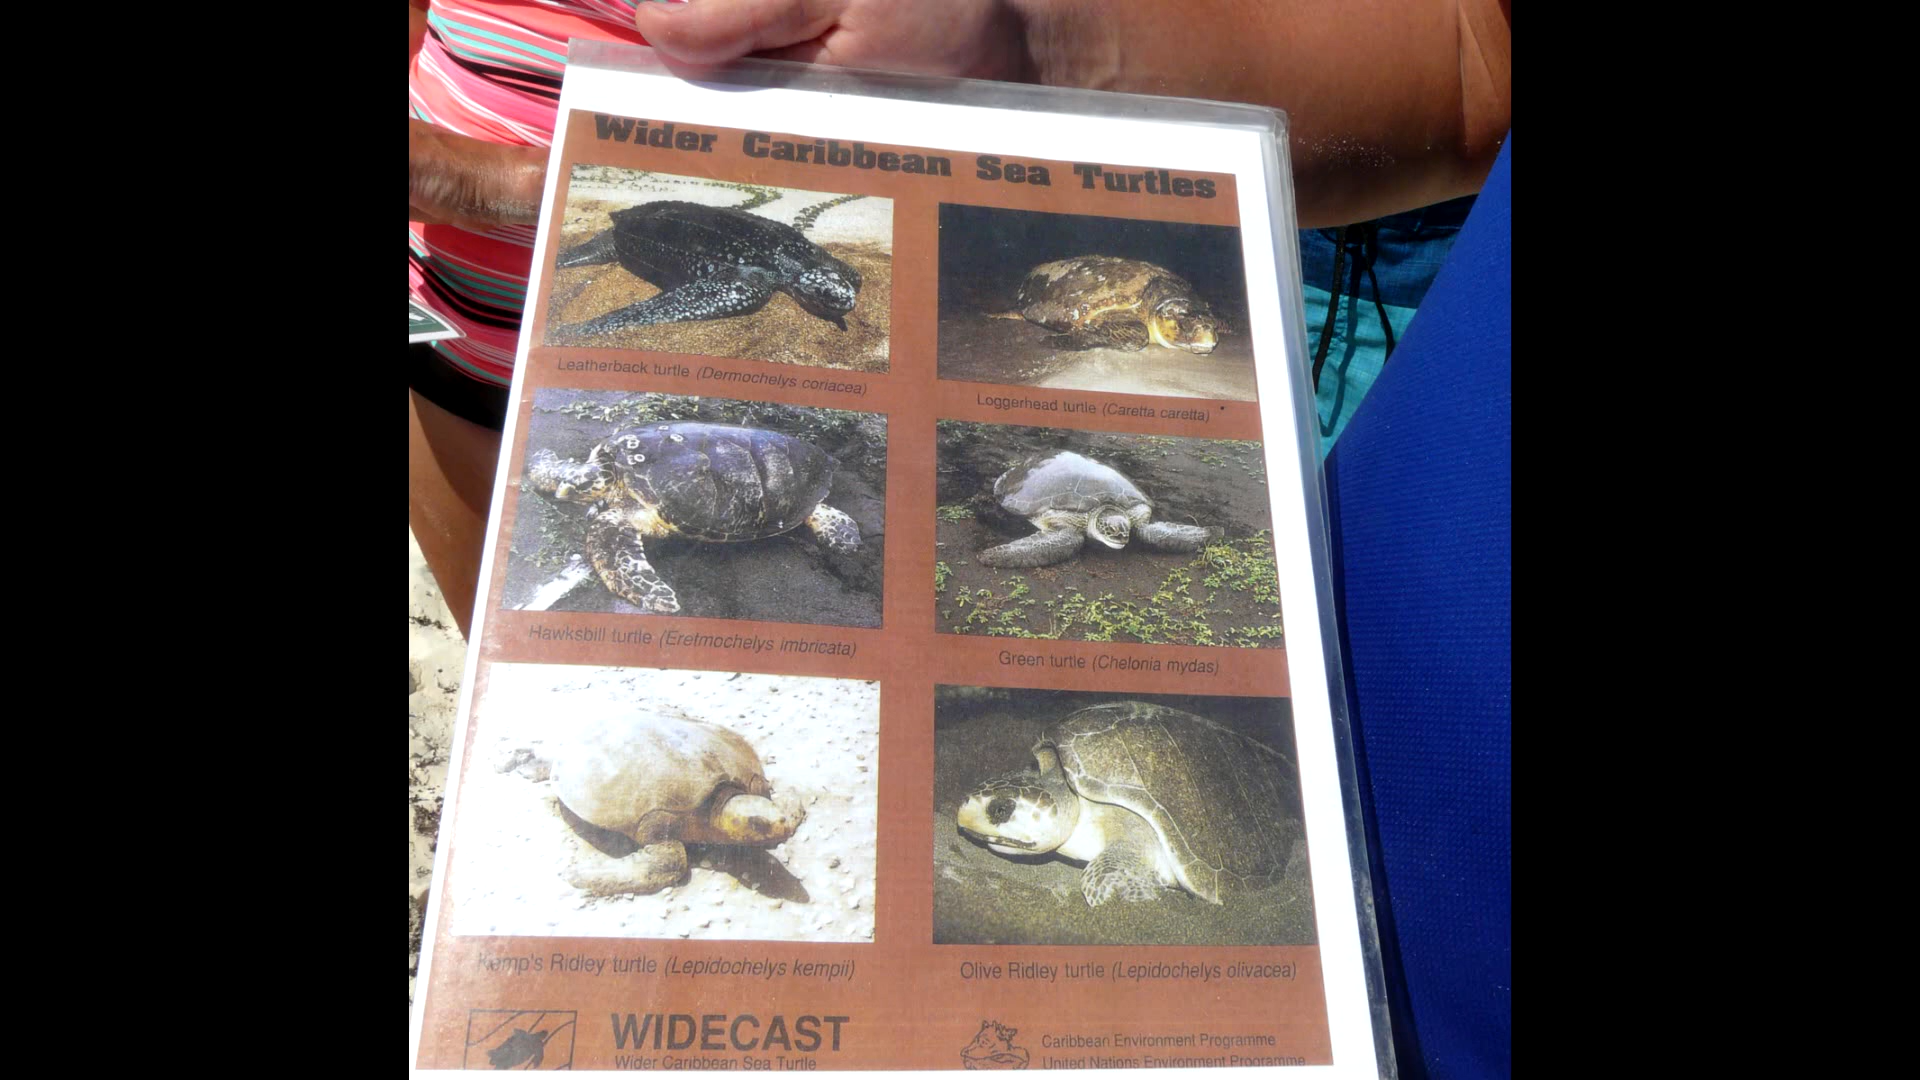 Wider Caribbean Sea Turtles
Leatherback turtle (Dermochelys coriacea)
Loggerhead turtle (Caretta caretta)
Hawksbill turtle (Eretmochelys imbricata)
Green turtle (Chelonia mydas)
Kemp's Ridley turtle (Lepidochelys kempii)
Olive Ridley turtle (Lepidochelys olivacea)
WIDECAST
Wider Caribbean Sea Turtle
Caribbean Environment Programme
United Nations Environment Programme